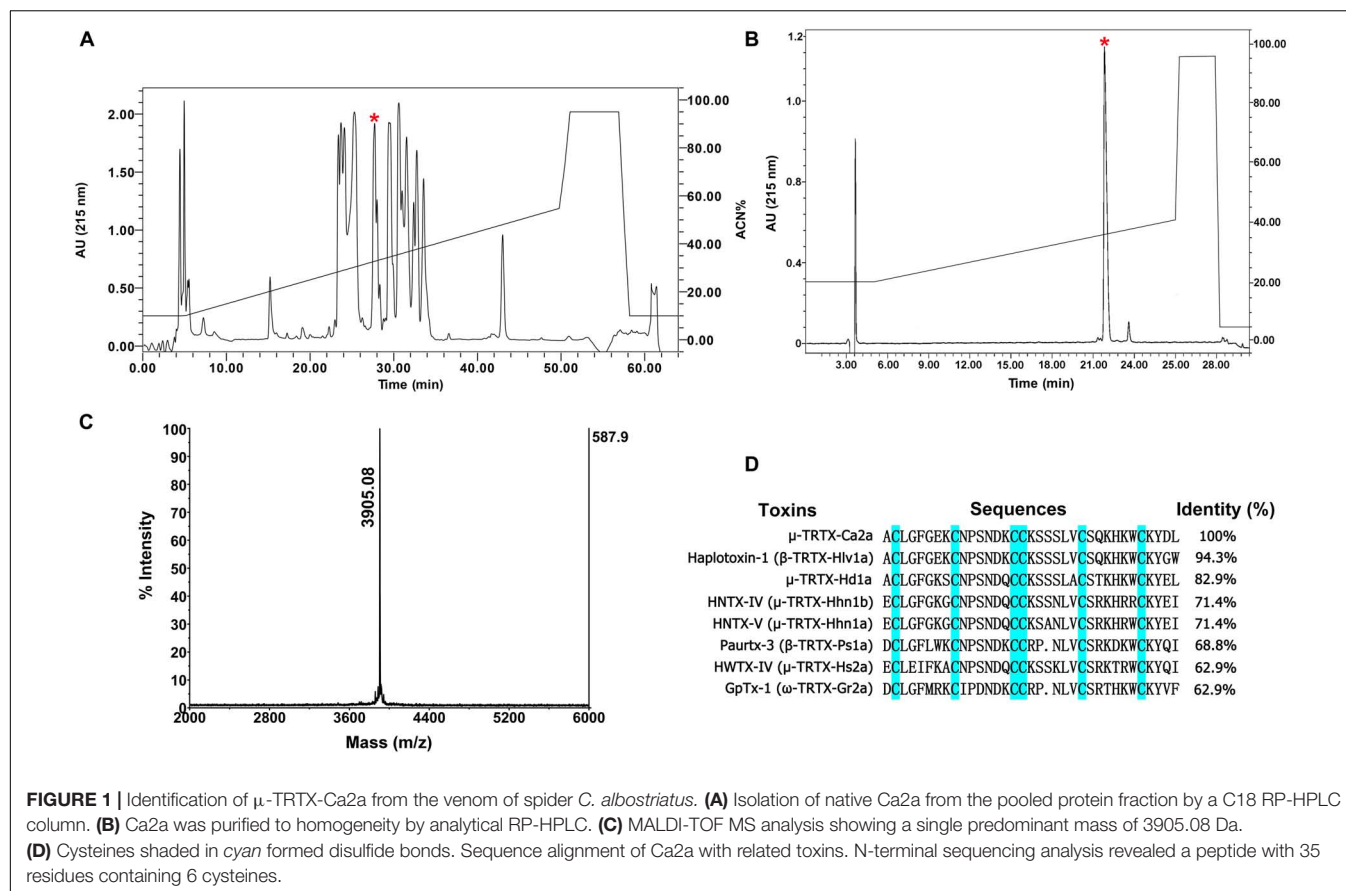 A
AU (215 nm)
2.00
1.50
1.00
0.50
0.00
*
100.00
80.00
60.00
40.00
20.00
0.00
ACN%
0.00 10.00 20.00 30.00 40.00 50.00 60.00
Time (min)
B
AU (215 nm)
1.2
1.0
0.8
0.4
0
*
100.00
80.00
60.00
40.00
20.00
0.00
3.00 6.00 9.00 12.00 15.00 18.00 21.00 25.00 28.00
Time (min)
C
% Intensity
100
90
80
70
60
50
40
30
20
10
0
3905.08
587.9
2000 2800 3600 4400 5200 6000
Mass (m/z)
D
Toxins Sequences Identity (%)
μ-TRTX-Ca2a ACLGFGEKCNPSNDKCCKSSSLVCSQKHKWCKYDL 100%
Haplotoxin-1 (β-TRTX-Hlv1a) ACLGFGEKCNPSNDKCCKSSSLVCSQKHKWCKYGW 94.3%
μ-TRTX-Hd1a ACLGFGKSCNPSNDQCCKSSSLACSTKHKWCKYEL 82.9%
HNTX-IV (μ-TRTX-Hhn1b) ECLGFGKGCNPSNDQCCKSSNLVCSRKHRRCKYEI 71.4%
HNTX-V (μ-TRTX-Hhn1a) ECLGFGKGCNPSNDQCCKSANLVCSRKHRWCKYEI 71.4%
Paurtx-3 (β-TRTX-Ps1a) DCLGFLWKCNPSNDKCCRP.NLVCSRKDKWCKYQI 68.8%
HWTX-IV (μ-TRTX-Hs2a) ECLEIFKACNPSNDQCCKSSKLVCSRKTRWCKYQI 62.9%
GpTx-1 (ω-TRTX-Gr2a) DCLGFMRKCIPDNDKCCRP.NLVCSRTHKWCKYVF 62.9%
FIGURE 1 | Identification of μ-TRTX-Ca2a from the venom of spider C. albostriatus. (A) Isolation of native Ca2a from the pooled protein fraction by a C18 RP-HPLC
column. (B) Ca2a was purified to homogeneity by analytical RP-HPLC. (C) MALDI-TOF MS analysis showing a single predominant mass of 3905.08 Da.
(D) Cysteines shaded in cyan formed disulfide bonds. Sequence alignment of Ca2a with related toxins. N-terminal sequencing analysis revealed a peptide with 35
residues containing 6 cysteines.